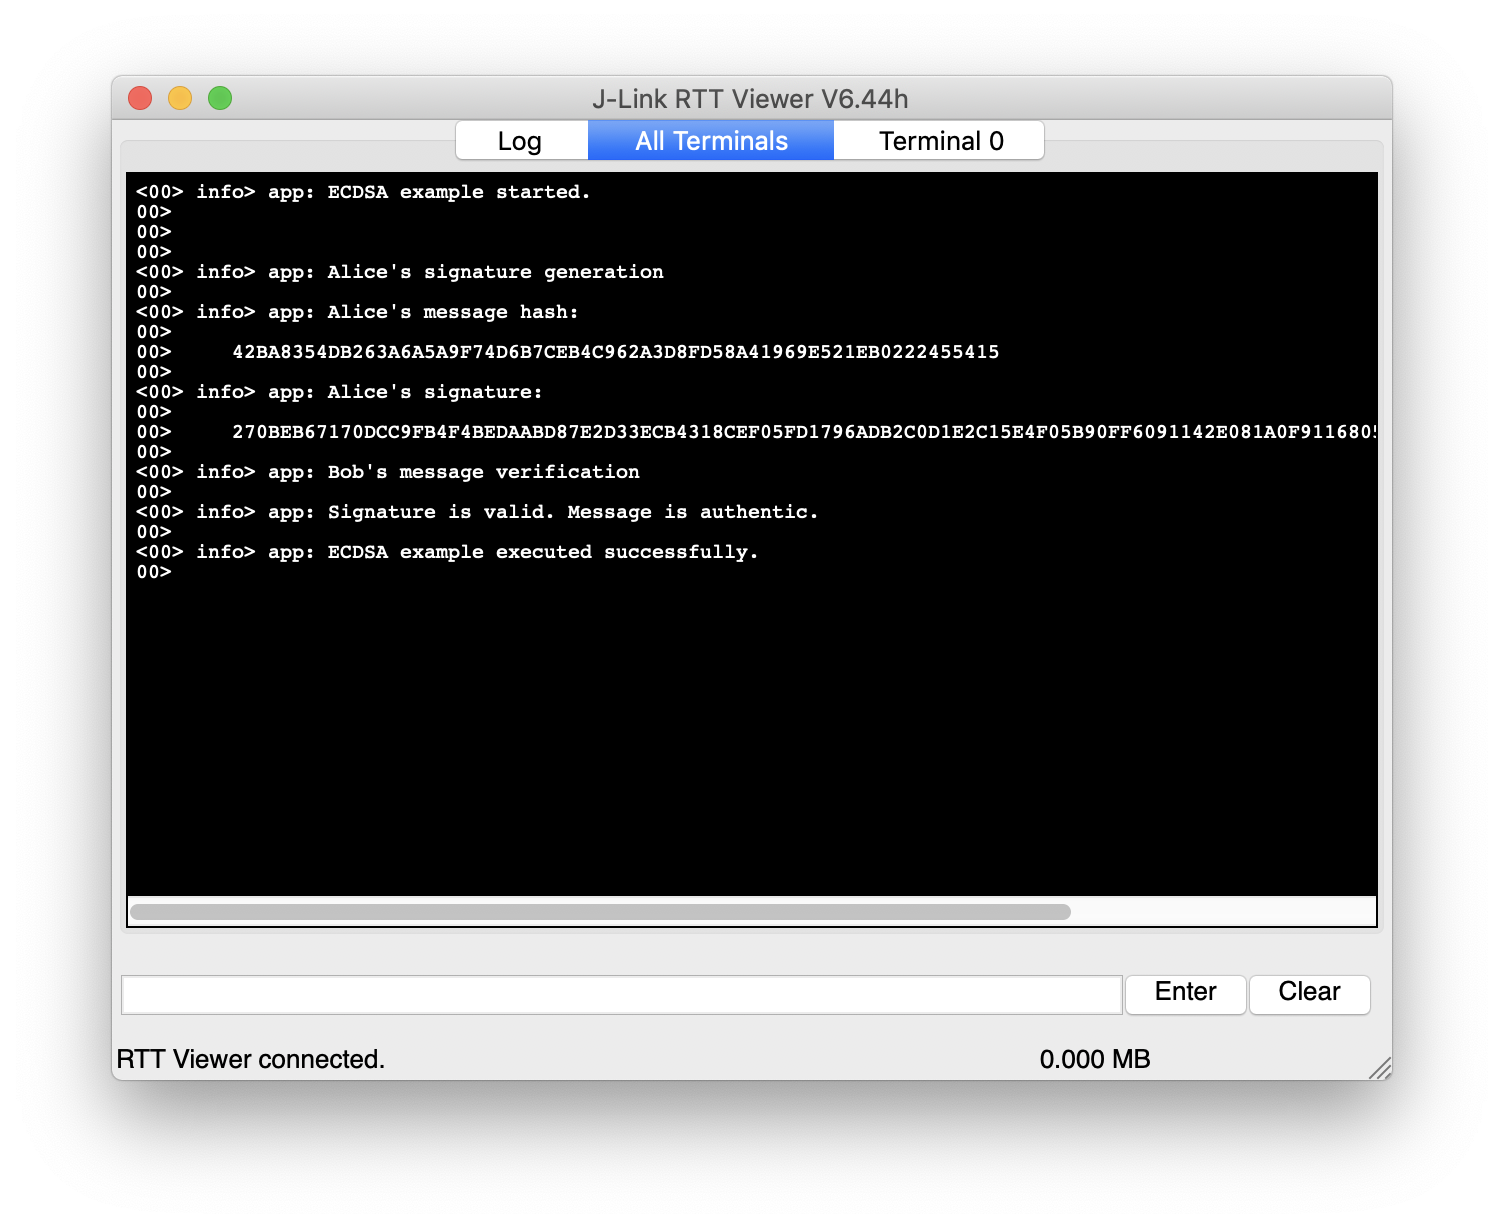 J-Link RTT Viewer V6.44h
Log All Terminals Terminal 0
<00> info> app: ECDSA example started.
00>
00>
00>
<00> info> app: Alice's signature generation
00>
<00> info> app: Alice's message hash:
00>
00> 42BA8354DB263A6A5A9F74D6B7CEB4C962A3D8FD58A41969E521EB0222455415
00>
<00> info> app: Alice's signature:
00>
00> 270BEB67170DCC9FB4F4BEDAABD87E2D33ECB4318CEF05FD1796ADB2C0D1E2C15E4F05B90FF6091142E081A0F9116805
00>
<00> info> app: Bob's message verification
00>
<00> info> app: Signature is valid. Message is authentic.
00>
<00> info> app: ECDSA example executed successfully.
00>
Enter Clear
RTT Viewer connected. 0.000 MB